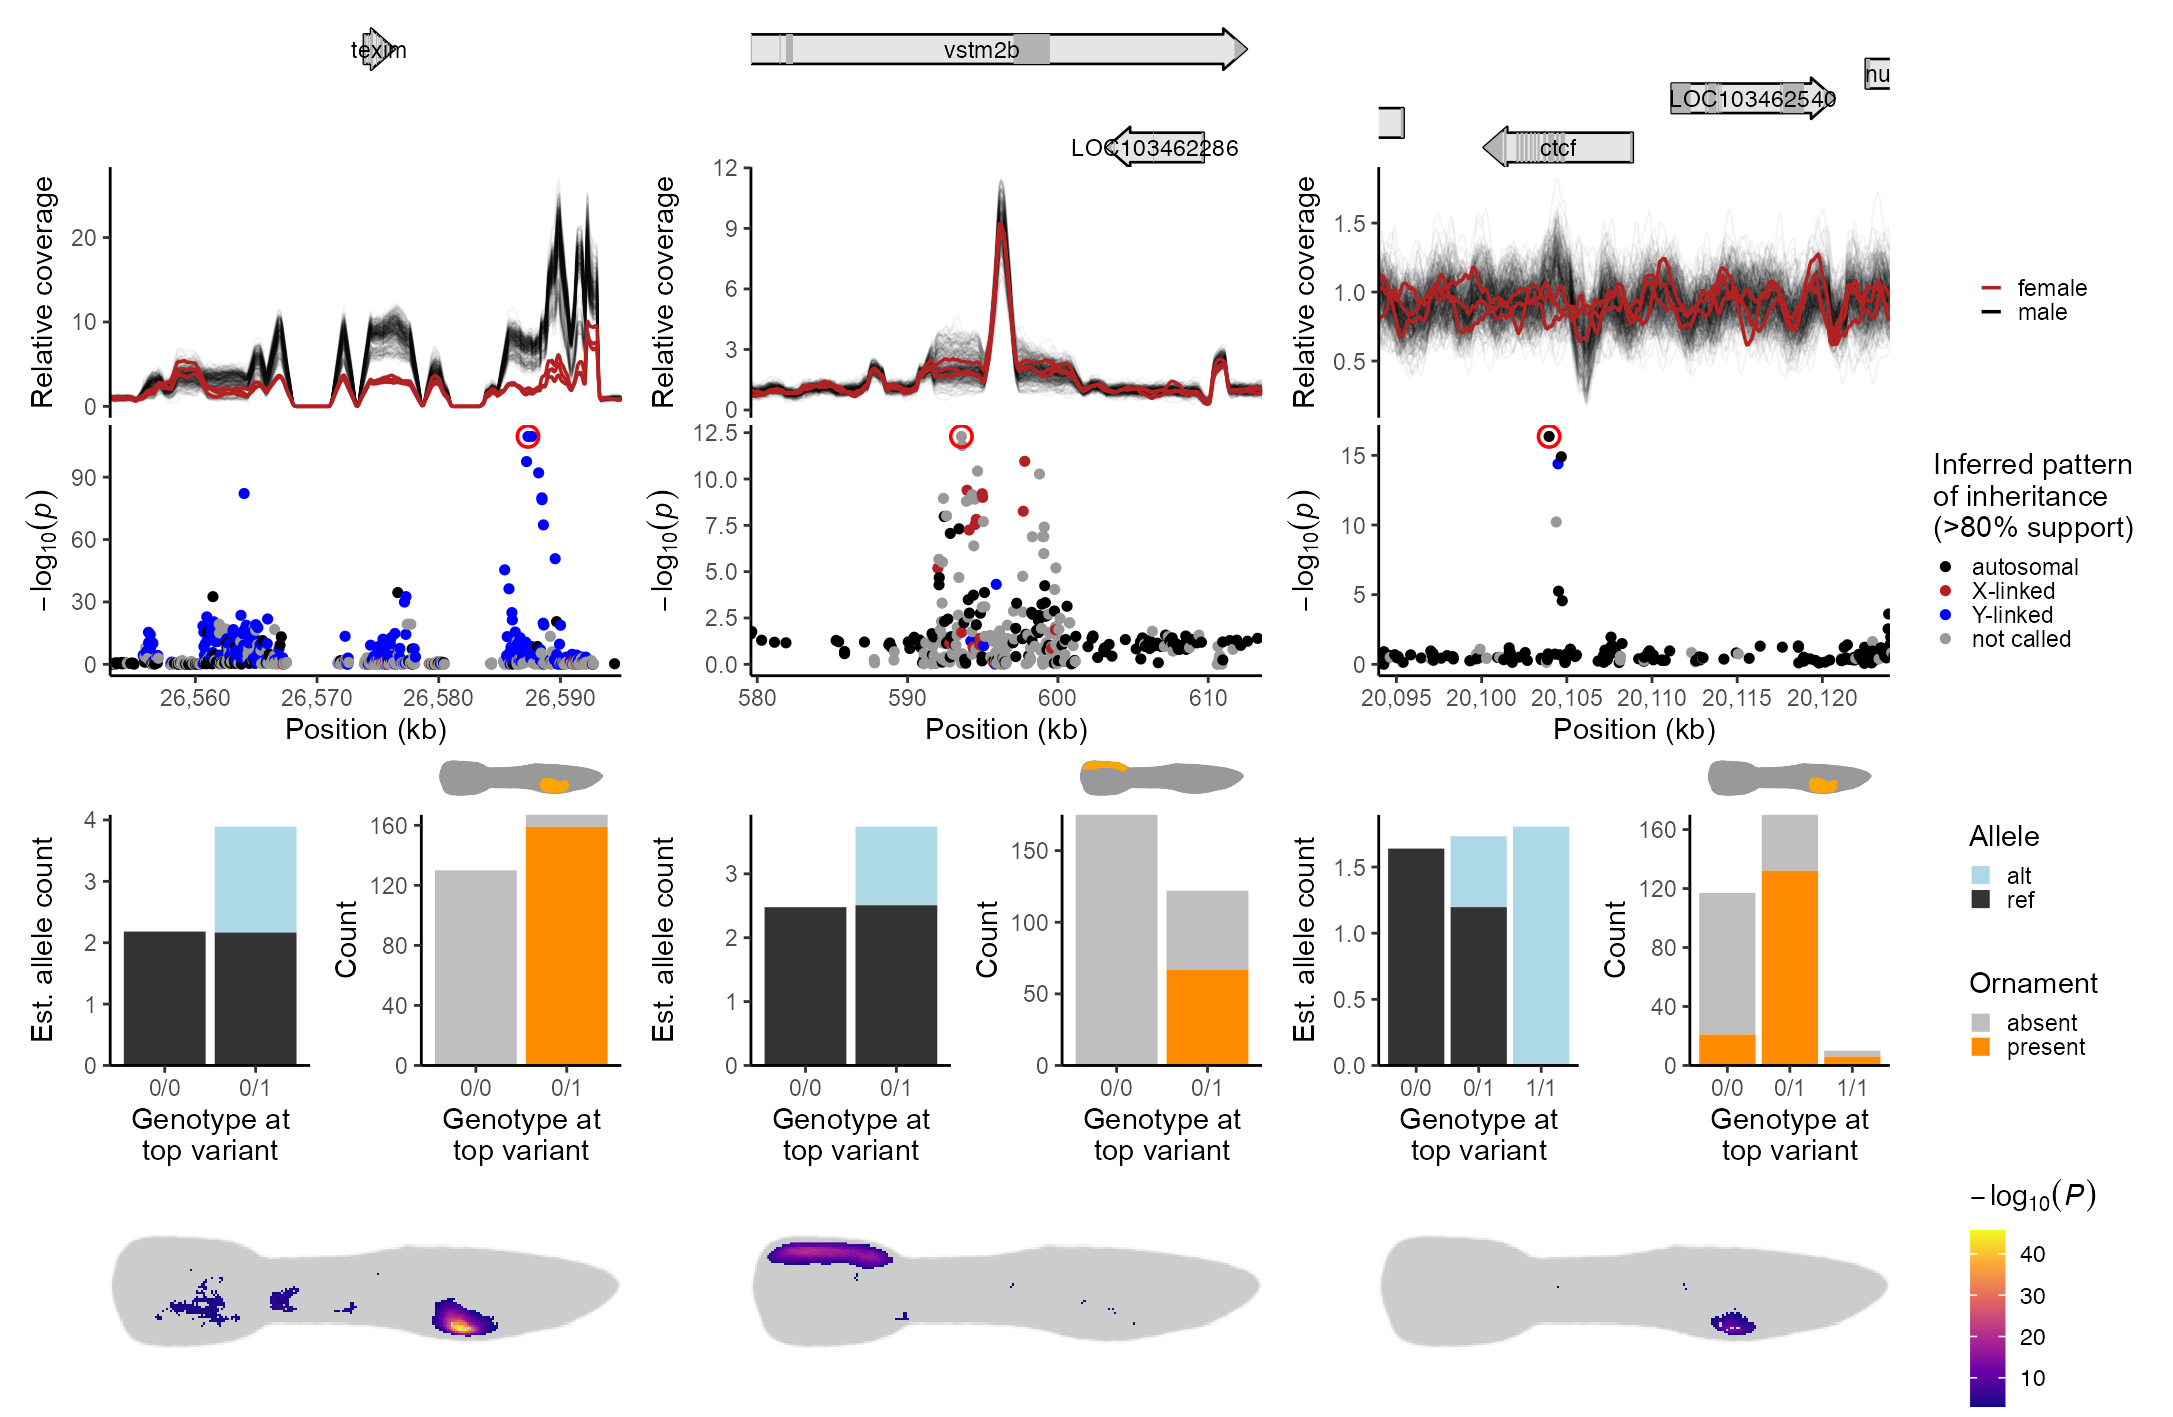 texim
vstm2b
LOC103462286
nu
LOC103462540
ctcf
Relative coverage
20
10
0
Relative coverage
12
9
6
3
0
Relative coverage
1.5
1.0
0.5
female
male
−log10(p)
90
60
30
0
26,560
26,570
26,580
26,590
Position (kb)
−log10(p)
12.5
10.0
7.5
5.0
2.5
0.0
580
590
600
610
Position (kb)
−log10(p)
15
10
5
0
20,095
20,100
20,105
20,110
20,115
20,120
Position (kb)
Inferred pattern
of inheritance
(>80% support)
autosomal
X-linked
Y-linked
not called
Est. allele count
4
3
2
1
0
0/0
0/1
Genotype at
top variant
Count
160
120
80
40
0
0/0
0/1
Genotype at
top variant
Est. allele count
3
2
1
0
0/0
0/1
Genotype at
top variant
Count
150
100
50
0
0/0
0/1
Genotype at
top variant
Est. allele count
1.5
1.0
0.5
0.0
0/0
0/1
1/1
Genotype at
top variant
Count
160
120
80
40
0
0/0
0/1
1/1
Genotype at
top variant
Allele
alt
ref
Ornament
absent
present
−log10(P)
40
30
20
10